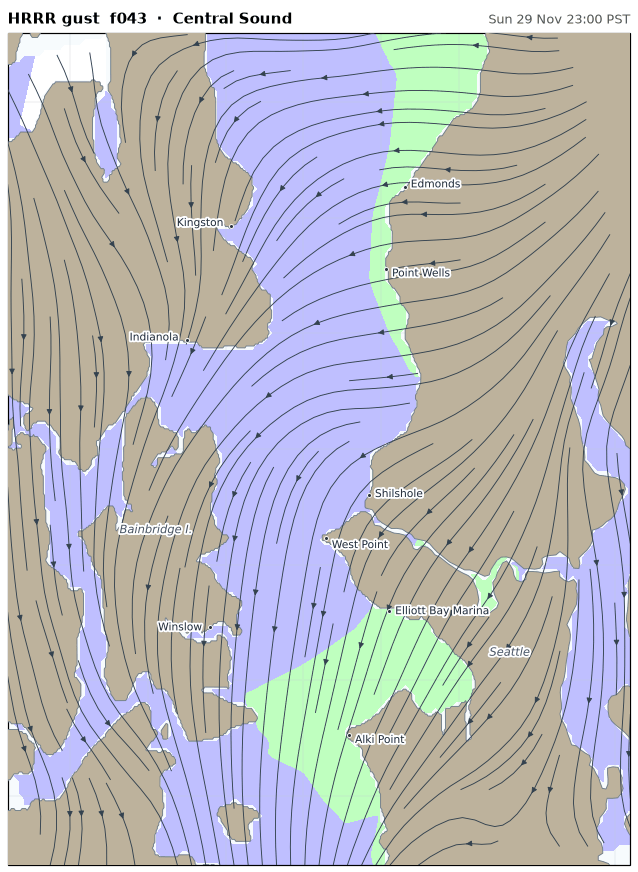 HRRR gust f043 · Central Sound
Sun 29 Nov 23:00 PST
Edmonds
Kingston
Point Wells
Indianola
Shilshole
Bainbridge I.
West Point
Elliott Bay Marina
Winslow
Seattle
Alki Point